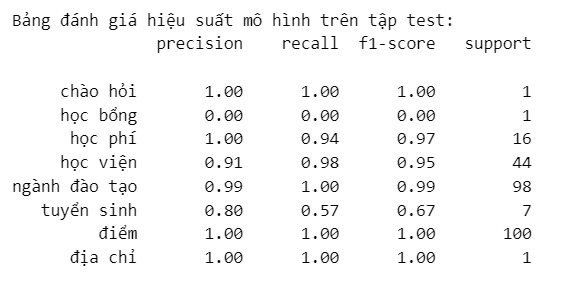 Bảng đánh giá hiệu suất mô hình trên tập test:
precision recall f1-score support
chào hỏi 1.00 1.00 1.00 1
học bổng 0.00 0.00 0.00 1
học phí 1.00 0.94 0.97 16
học viện 0.91 0.98 0.95 44
ngành đào tạo 0.99 1.00 0.99 98
tuyển sinh 0.80 0.57 0.67 7
điểm 1.00 1.00 1.00 100
địa chỉ 1.00 1.00 1.00 1